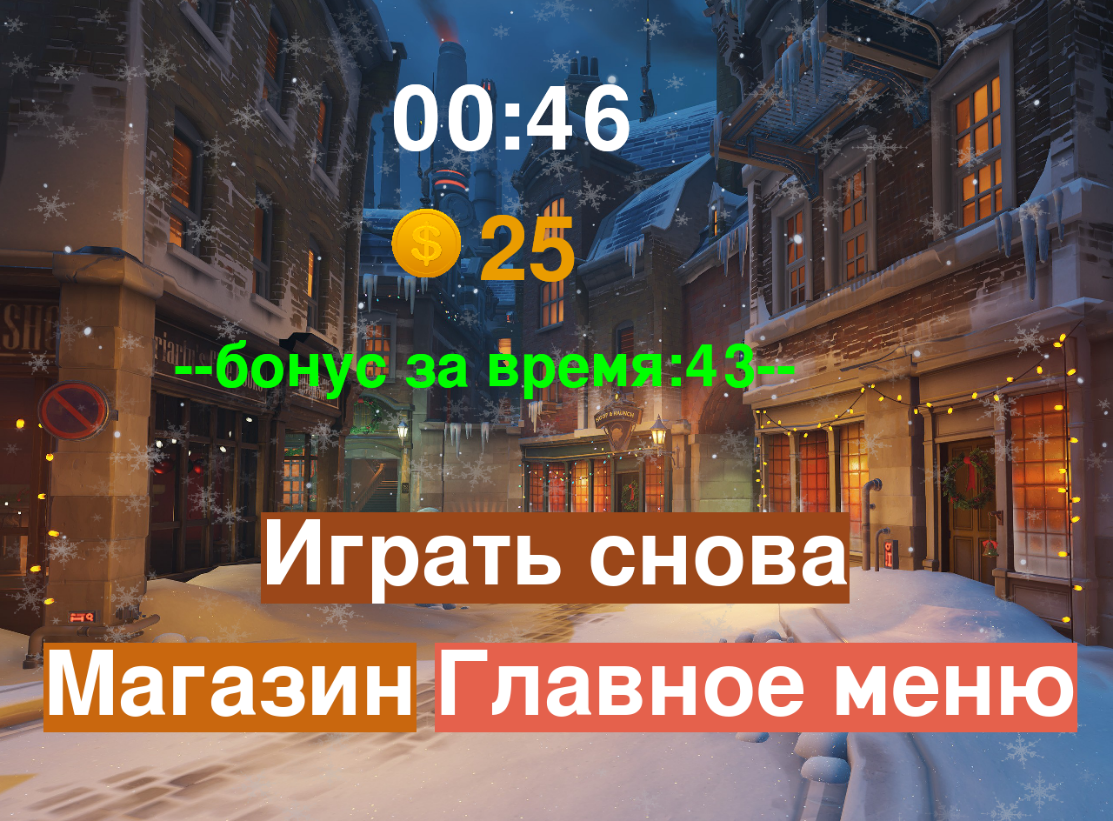 00:46
25
--бонус за время:43--
Играть снова
Магазин Главное меню